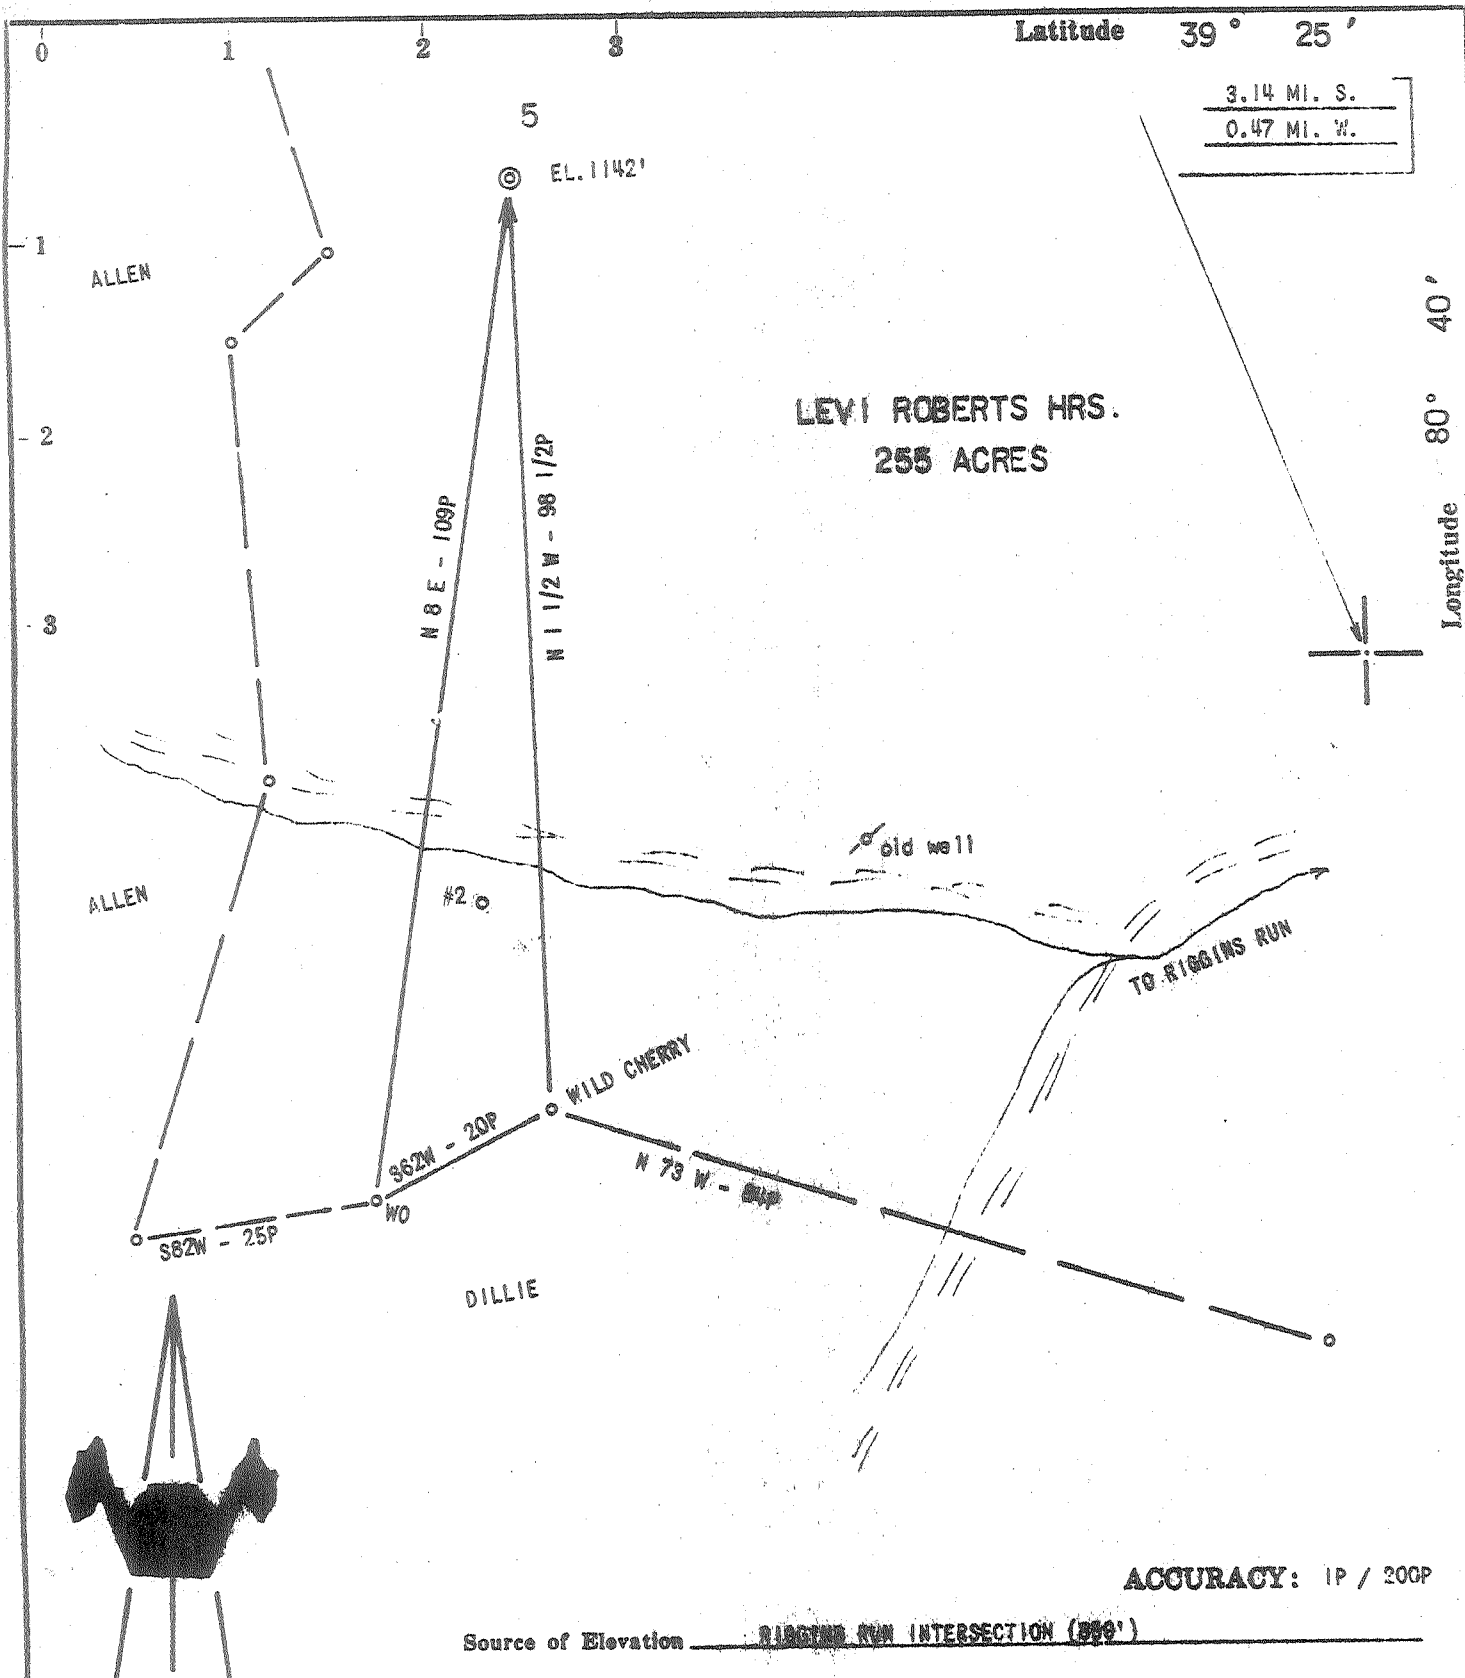 Latitude 39° 25'
0 1 2 3
3.14 MI. S.
0.47 MI. W.
5
EL. 1142'
1
ALLEN
Longitude 80° 40'
LEVI ROBERTS HRS.
255 ACRES
2
N 8 E - 109P
N 1 1/2 W - 98 1/2P
3
old well
#2
ALLEN
TO RIGGINS RUN
WILD CHERRY
S62W - 20P
N 73 W -
WO
S82W - 25P
DILLIE
ACCURACY: 1P / 200P
Source of Elevation RUN INTERSECTION